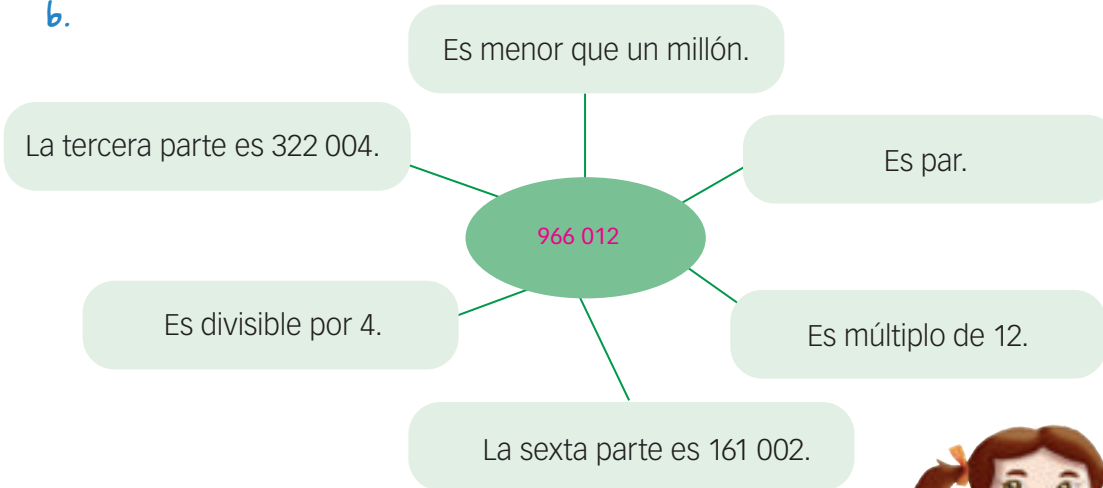 b.
Es menor que un millón.
La tercera parte es 322 004.
Es par.
966 012
Es divisible por 4.
Es múltiplo de 12.
La sexta parte es 161 002.